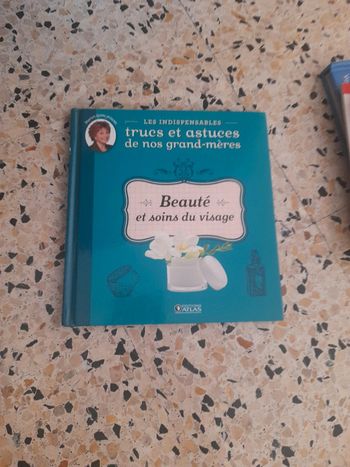 LES INDISPENSABLES
trucs et astuces
de nos grand-mères
Beauté
et soins du visage
ATLAS